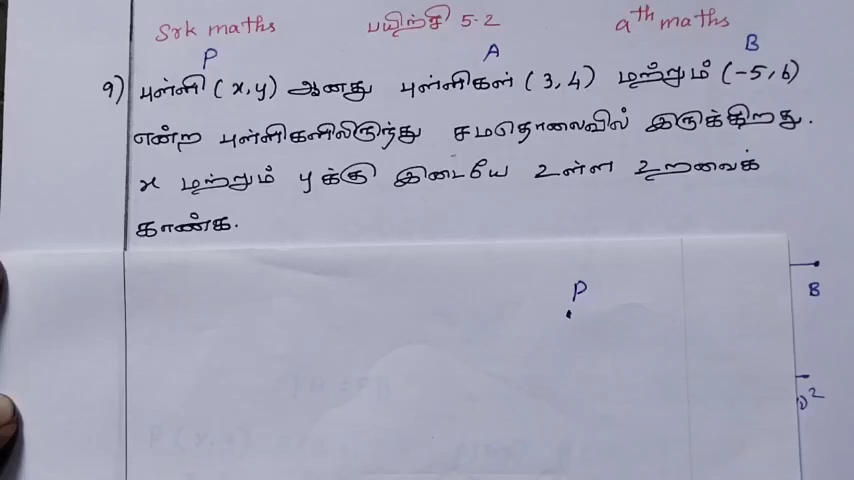 Srk maths பயிற்சி 5.2 9th maths
P A B
9) புள்ளி (x,y) ஆனது புள்ளிகள் (3,4) மற்றும் (-5,6)
என்ற புள்ளிகளிலிருந்து சமதொலைவில் இருக்கிறது.
x மற்றும் yக்கு இடையே உள்ள உறவைக்
காண்க.
P
B